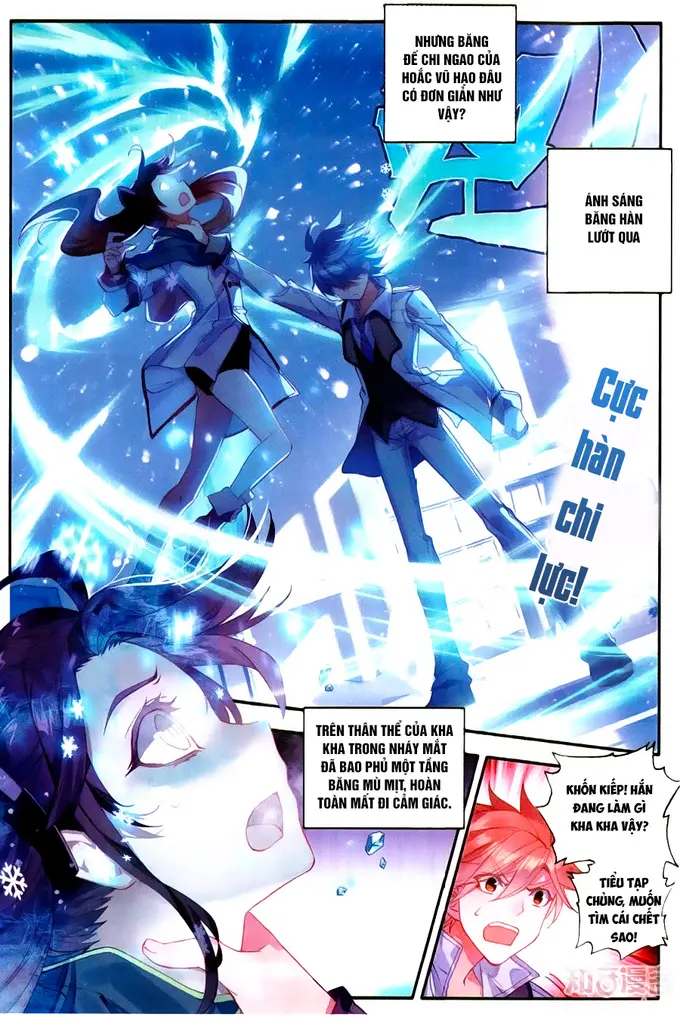 NHƯNG BĂNG
ĐẾ CHI NGAO CỦA
HOẮC VŨ HẠO ĐÂU
CÓ ĐƠN GIẢN NHƯ
VẬY?
ÁNH SÁNG
BĂNG HÀN
LƯỚT QUA
CỰC
HÀN
CHI
LỰC!
TRÊN THÂN THỂ CỦA KHA
KHA TRONG NHÁY MẮT
ĐÃ BAO PHỦ MỘT TẦNG
BĂNG MÙ MỊT, HOÀN
TOÀN MẤT ĐI CẢM GIÁC.
KHỐN KIẾP! HẮN
ĐANG LÀM GÌ
KHA KHA VẬY?
TIỂU TẠP
CHỦNG, MUỐN
TÌM CÁI CHẾT
SAO!